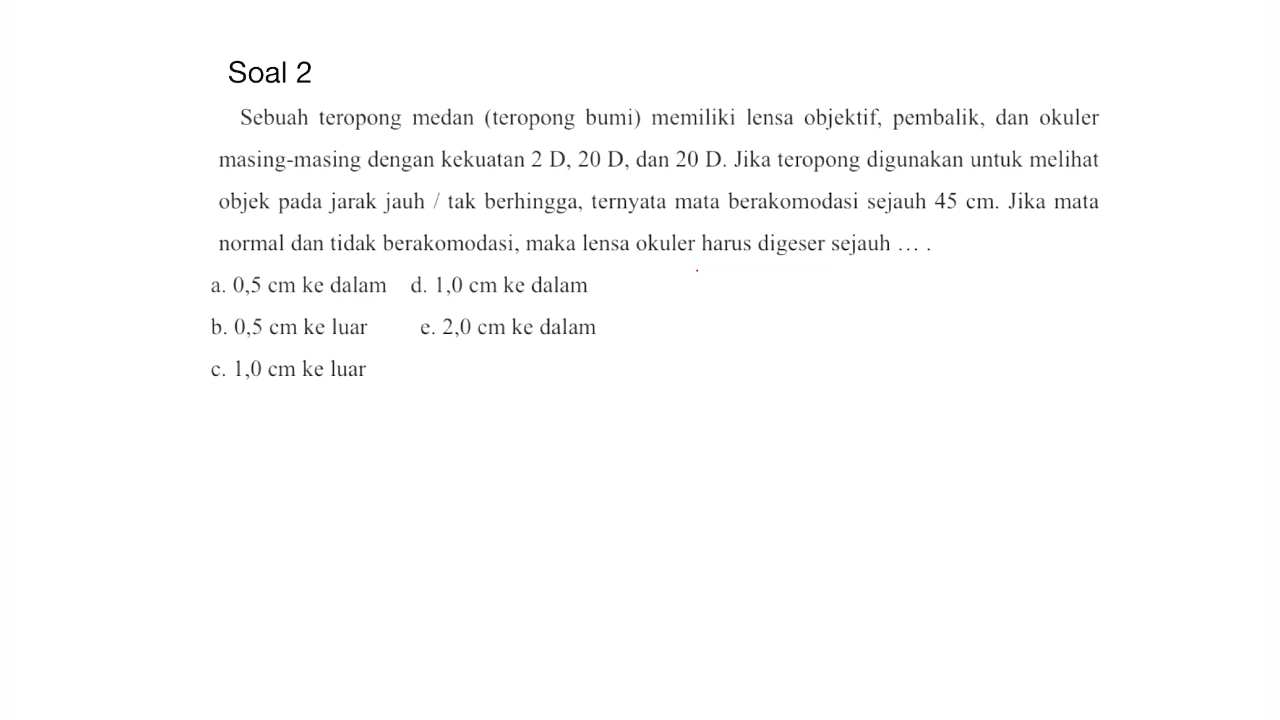 Soal 2
Sebuah teropong medan (teropong bumi) memiliki lensa objektif, pembalik, dan okuler
masing-masing dengan kekuatan 2 D, 20 D, dan 20 D. Jika teropong digunakan untuk melihat
objek pada jarak jauh / tak berhingga, ternyata mata berakomodasi sejauh 45 cm. Jika mata
normal dan tidak berakomodasi, maka lensa okuler harus digeser sejauh ... .
a. 0,5 cm ke dalam d. 1,0 cm ke dalam
b. 0,5 cm ke luar e. 2,0 cm ke dalam
c. 1,0 cm ke luar